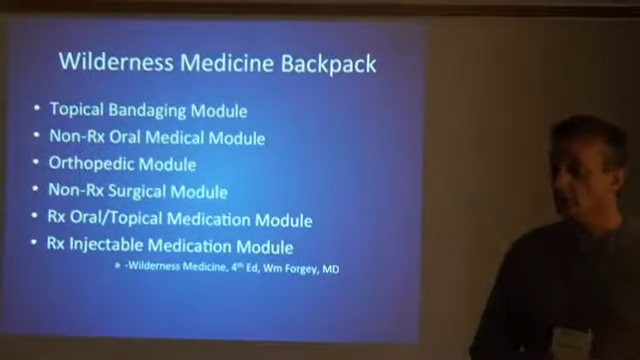 Wilderness Medicine Backpack
• Topical Bandaging Module
• Non-Rx Oral Medical Module
• Orthopedic Module
• Non-Rx Surgical Module
• Rx Oral/Topical Medication Module
• Rx Injectable Medication Module
» -Wilderness Medicine, 4th Ed, Wm Forgey, MD